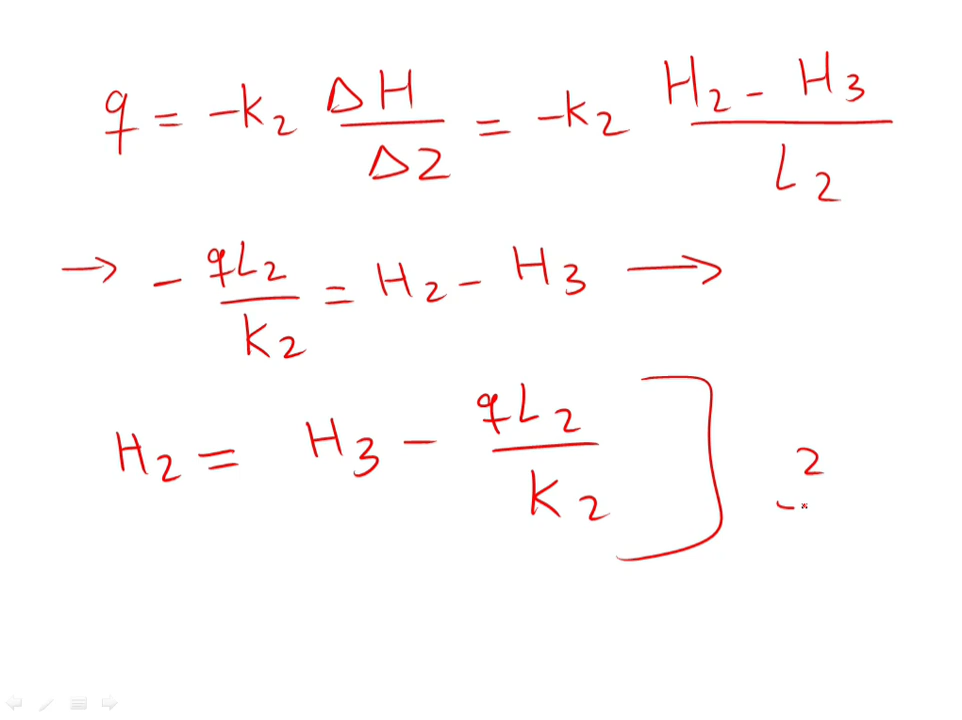 q = -K₂ ΔH/ΔZ = -K₂ (H₂ - H₃)/L₂
→ - qL₂/K₂ = H₂ - H₃ →
H₂ = H₃ - qL₂/K₂ ] 2